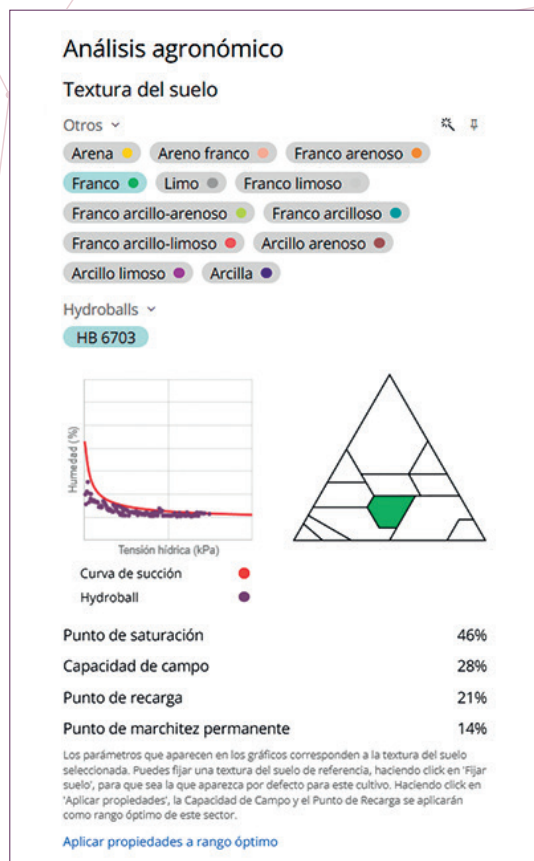 Análisis agronómico
Textura del suelo
Otros
Arena
Areno franco
Franco arenoso
Franco
Limo
Franco limoso
Franco arcillo-arenoso
Franco arcilloso
Franco arcillo-limoso
Arcillo arenoso
Arcillo limoso
Arcilla
Hydroballs
HB 6703
Humedad (%)
Tensión hídrica (kPa)
Curva de succión
Hydroball
Punto de saturación 46%
Capacidad de campo 28%
Punto de recarga 21%
Punto de marchitez permanente 14%
Los parámetros que aparecen en los gráficos corresponden a la textura del suelo
seleccionada. Puedes fijar una textura del suelo de referencia, haciendo click en 'Fijar
suelo', para que sea la que aparezca por defecto para este cultivo. Haciendo click en
'Aplicar propiedades', la Capacidad de Campo y el Punto de Recarga se aplicarán
como rango óptimo de este sector.
Aplicar propiedades a rango óptimo